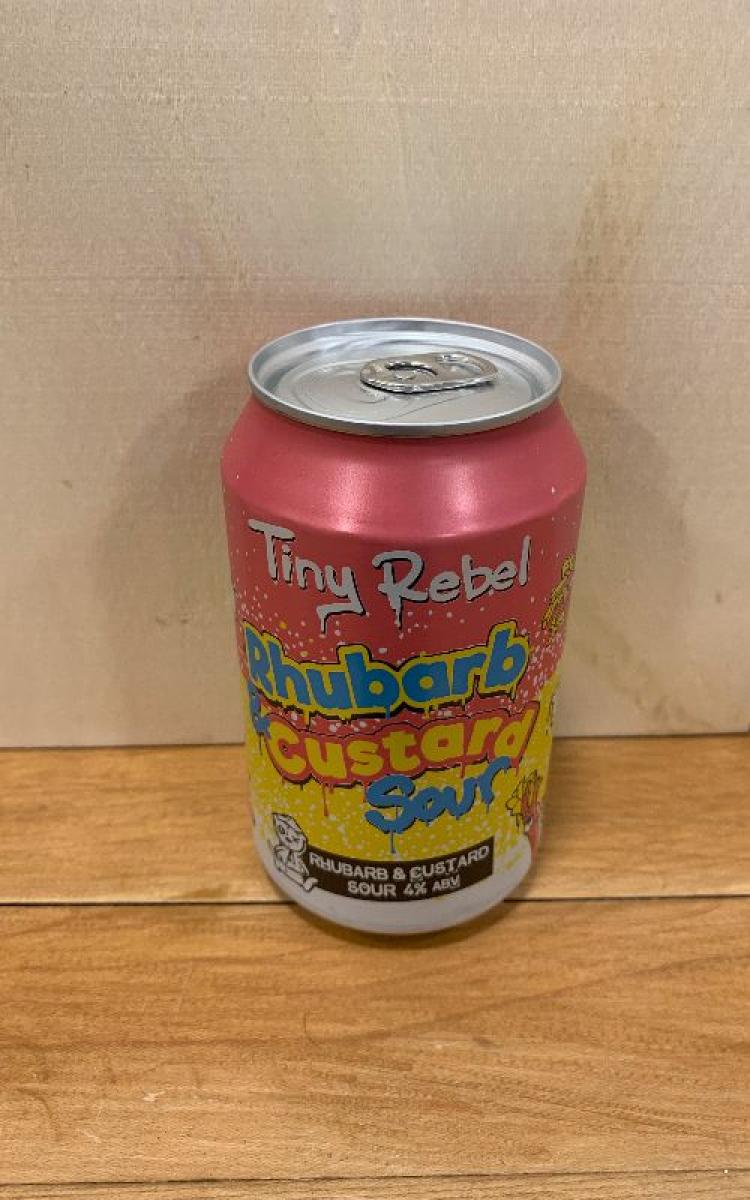 Tiny Rebel
Rhubarb
& Custard
Sour
RHUBARB & CUSTARD
SOUR 4% ABV